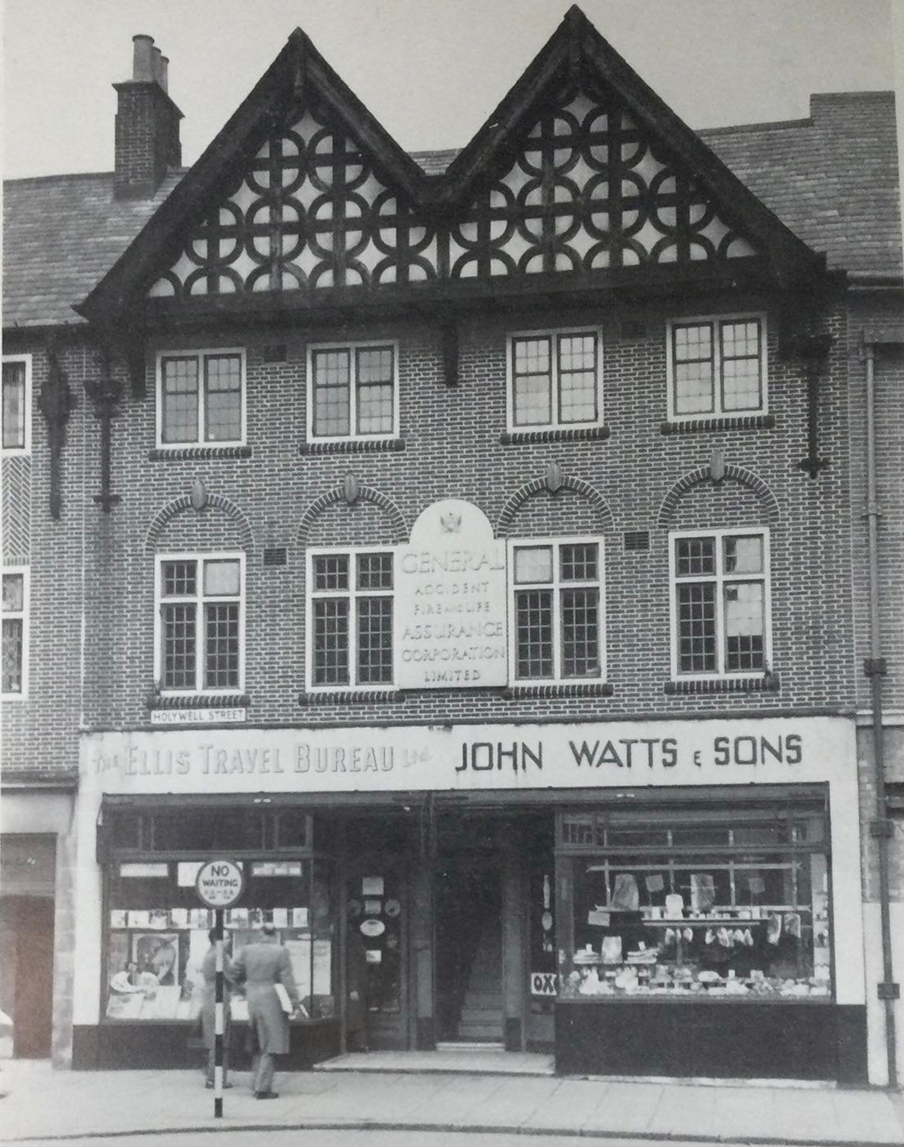 GENERAL
ACCIDENT
FIRE AND LIFE
ASSURANCE
CORPORATION
LIMITED
HOLYWELL STREET
The ELLIS TRAVEL BUREAU Ltd
JOHN WATTS & SONS
NO
WAITING
OXO